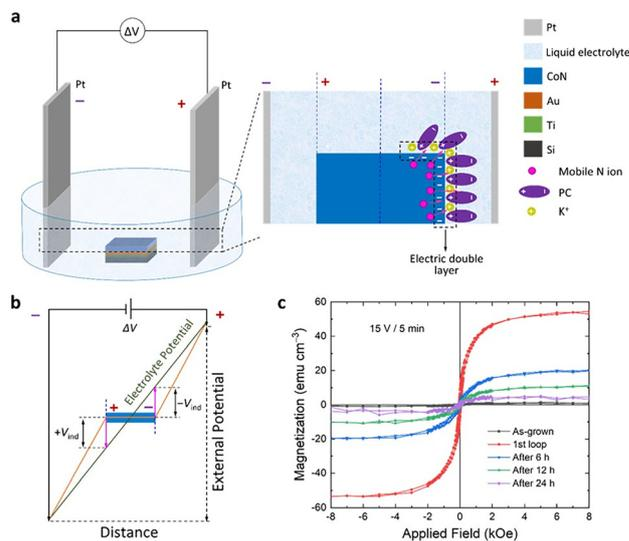 a
ΔV
Pt
−
Pt
+
− + − +
Electric double
layer
Pt
Liquid electrolyte
CoN
Au
Ti
Si
Mobile N ion
PC
K⁺
b
− +
ΔV
Electrolyte Potential
+ −
−Vind
+Vind
External Potential
Distance
c
15 V / 5 min
As-grown
1st loop
After 6 h
After 12 h
After 24 h
Magnetization (emu cm⁻³)
60
40
20
0
-20
-40
-60
-8 -6 -4 -2 0 2 4 6 8
Applied Field (kOe)